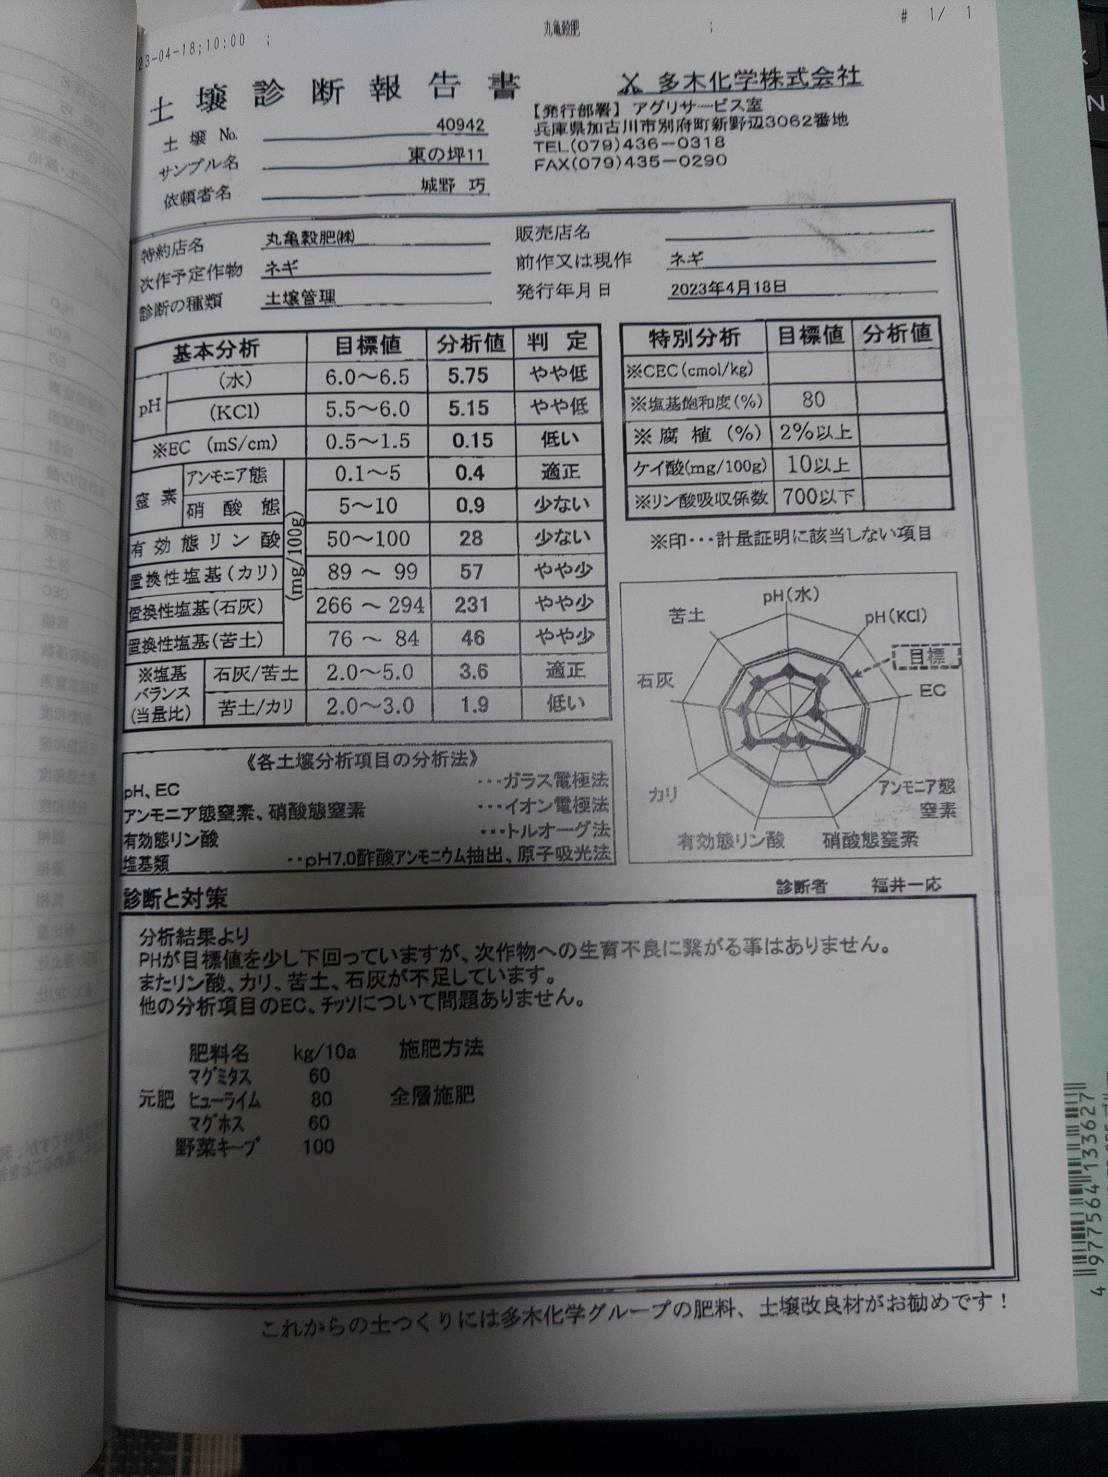 23-04-18;10:00 ; 丸亀穀肥 ; # 1/ 1
土壌診断報告書
多木化学株式会社
【発行部署】アグリサービス室
兵庫県加古川市別府町新野辺3062番地
TEL(079)436-0318
FAX(079)435-0290
土壌 No. 40942
サンプル名 東の坪11
依頼者名 城野 巧
特約店名 丸亀穀肥㈱ 販売店名
次作予定作物 ネギ 前作又は現作 ネギ
診断の種類 土壌管理 発行年月日 2023年4月18日
基本分析 目標値 分析値 判定
pH (水) 6.0～6.5 5.75 やや低
(KCl) 5.5～6.0 5.15 やや低
※EC (mS/cm) 0.5～1.5 0.15 低い
窒素 アンモニア態 0.1～5 0.4 適正
硝酸態 5～10 0.9 少ない
有効態リン酸 50～100 28 少ない
置換性塩基(カリ) 89～99 57 やや少
置換性塩基(石灰) 266～294 231 やや少
置換性塩基(苦土) 76～84 46 やや少
(mg/100g)
※塩基バランス(当量比) 石灰/苦土 2.0～5.0 3.6 適正
苦土/カリ 2.0～3.0 1.9 低い
特別分析 目標値 分析値
※CEC(cmol/kg)
※塩基飽和度(%) 80
※腐植(%) 2%以上
ケイ酸(mg/100g) 10以上
※リン酸吸収係数 700以下
※印･･･計量証明に該当しない項目
pH(水)
苦土 pH(KCl)
目標
石灰 EC
カリ アンモニア態窒素
有効態リン酸 硝酸態窒素
《各土壌分析項目の分析法》
pH、EC ･･･ガラス電極法
アンモニア態窒素、硝酸態窒素 ･･･イオン電極法
有効態リン酸 ･･･トルオーグ法
塩基類 ･･pH7.0酢酸アンモニウム抽出、原子吸光法
診断者 福井一応
診断と対策
分析結果より
PHが目標値を少し下回っていますが、次作物への生育不良に繋がる事はありません。
またリン酸、カリ、苦土、石灰が不足しています。
他の分析項目のEC、チッソについて問題ありません。
肥料名 kg/10a 施肥方法
マグミタス 60
元肥 ヒューライム 80 全層施肥
マグホス 60
野菜キープ 100
これからの土つくりには多木化学グループの肥料、土壌改良材がお勧めです！
4 977564 133627